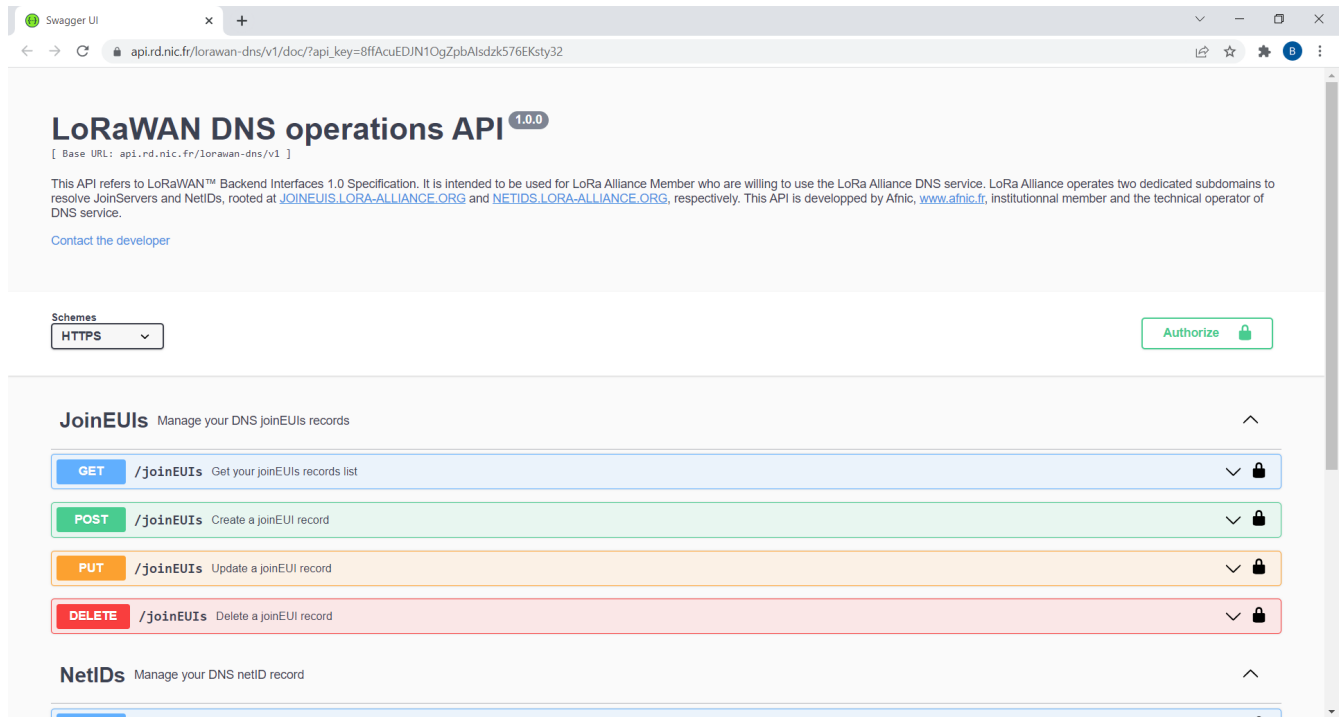 Swagger UI
api.rd.nic.fr/lorawan-dns/v1/doc/?api_key=8ffAcuEDJN1OgZpbAIsdzk576EKsty32
B
LoRaWAN DNS operations API 1.0.0
[ Base URL: api.rd.nic.fr/lorawan-dns/v1 ]
This API refers to LoRaWAN™ Backend Interfaces 1.0 Specification. It is intended to be used for LoRa Alliance Member who are willing to use the LoRa Alliance DNS service. LoRa Alliance operates two dedicated subdomains to
resolve JoinServers and NetIDs, rooted at JOINEUIS.LORA-ALLIANCE.ORG and NETIDS.LORA-ALLIANCE.ORG, respectively. This API is developped by Afnic, www.afnic.fr, institutionnal member and the technical operator of
DNS service.
Contact the developer
Schemes
HTTPS
Authorize
JoinEUIs Manage your DNS joinEUIs records
GET /joinEUIs Get your joinEUIs records list
POST /joinEUIs Create a joinEUI record
PUT /joinEUIs Update a joinEUI record
DELETE /joinEUIs Delete a joinEUI record
NetIDs Manage your DNS netID record